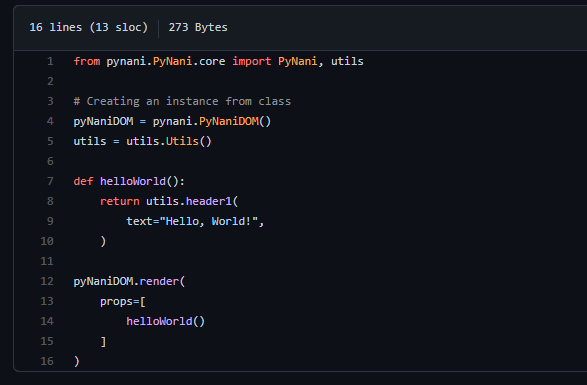 16 lines (13 sloc) 273 Bytes
1 from pynani.PyNani.core import PyNani, utils
2
3 # Creating an instance from class
4 pyNaniDOM = pynani.PyNaniDOM()
5 utils = utils.Utils()
6
7 def helloWorld():
8     return utils.header1(
9         text="Hello, World!",
10     )
11
12 pyNaniDOM.render(
13     props=[
14         helloWorld()
15     ]
16 )